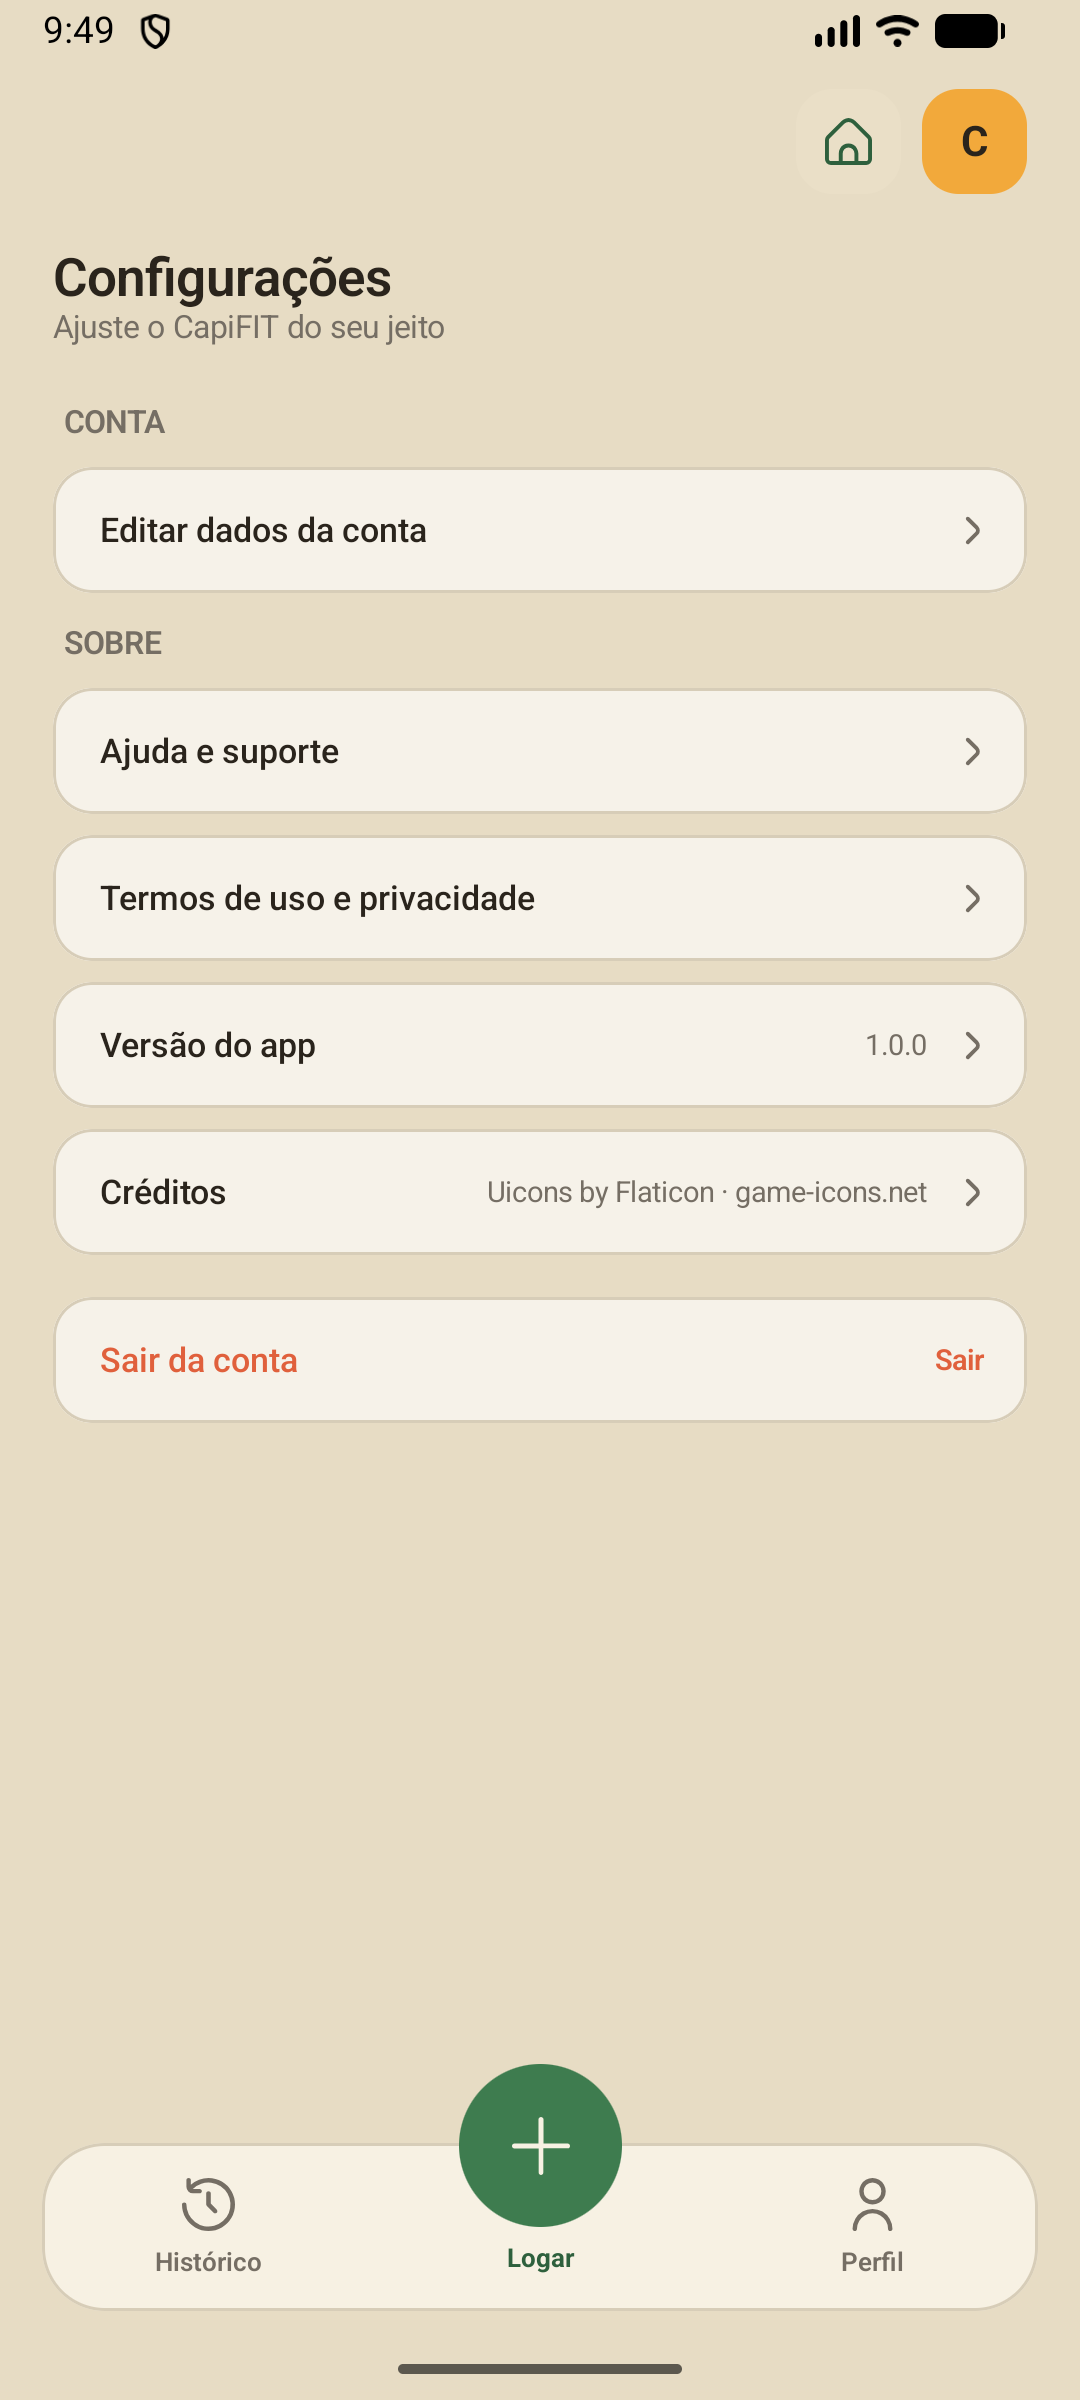 9:49
C
Configurações
Ajuste o CapiFIT do seu jeito
CONTA
Editar dados da conta
SOBRE
Ajuda e suporte
Termos de uso e privacidade
Versão do app 1.0.0
Créditos Uicons by Flaticon · game-icons.net
Sair da conta Sair
Histórico Logar Perfil